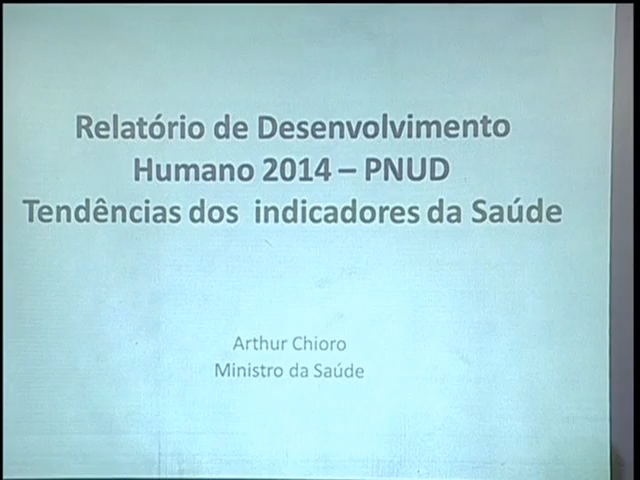 Relatório de Desenvolvimento
Humano 2014 – PNUD
Tendências dos indicadores da Saúde
Arthur Chioro
Ministro da Saúde